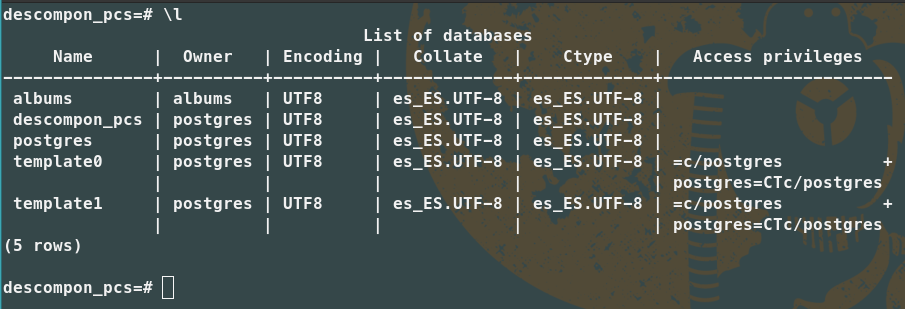 descompon_pcs=# \l
                                    List of databases
     Name      |  Owner   | Encoding |   Collate   |    Ctype    |   Access privileges
---------------+----------+----------+-------------+-------------+-----------------------
 albums        | albums   | UTF8     | es_ES.UTF-8 | es_ES.UTF-8 |
 descompon_pcs | postgres | UTF8     | es_ES.UTF-8 | es_ES.UTF-8 |
 postgres      | postgres | UTF8     | es_ES.UTF-8 | es_ES.UTF-8 |
 template0     | postgres | UTF8     | es_ES.UTF-8 | es_ES.UTF-8 | =c/postgres          +
               |          |          |             |             | postgres=CTc/postgres
 template1     | postgres | UTF8     | es_ES.UTF-8 | es_ES.UTF-8 | =c/postgres          +
               |          |          |             |             | postgres=CTc/postgres
(5 rows)

descompon_pcs=#